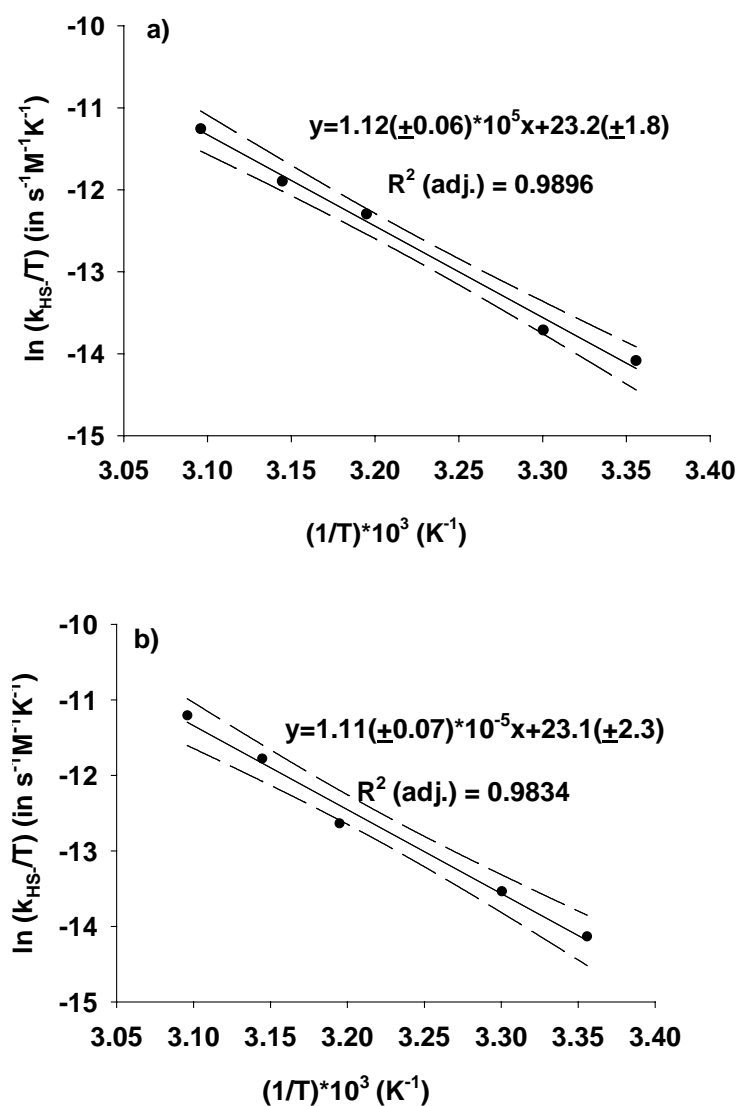 a)
-10
-11
-12
-13
-14
-15
ln (k_HS-/T) (in s⁻¹M⁻¹K⁻¹)
y=1.12(±0.06)*10⁵x+23.2(±1.8)
R² (adj.) = 0.9896
3.05 3.10 3.15 3.20 3.25 3.30 3.35 3.40
(1/T)*10³ (K⁻¹)
b)
-10
-11
-12
-13
-14
-15
ln (k_HS-/T) (in s⁻¹M⁻¹K⁻¹)
y=1.11(±0.07)*10⁻⁵x+23.1(±2.3)
R² (adj.) = 0.9834
3.05 3.10 3.15 3.20 3.25 3.30 3.35 3.40
(1/T)*10³ (K⁻¹)